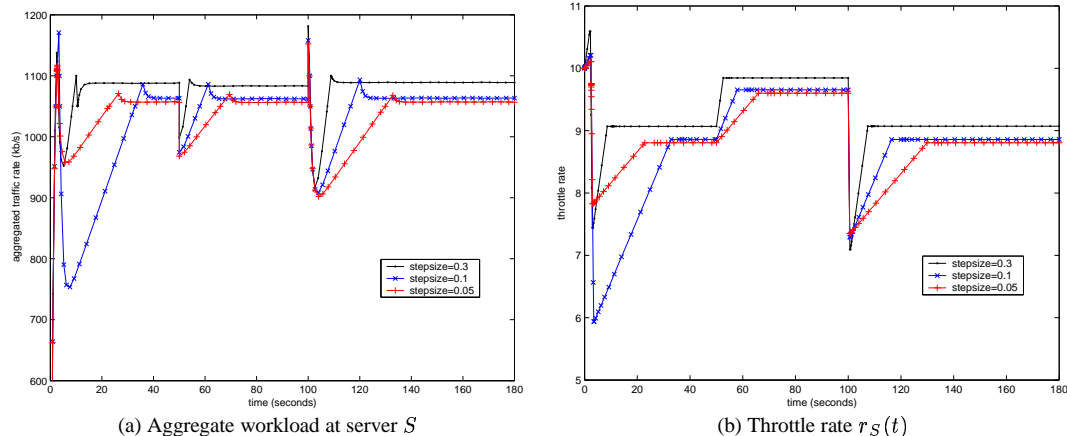 1200
1100
1000
900
800
700
600
0
20
40
60
80
100
120
140
160
180
time (seconds)
aggregated traffic rate (kb/s)
stepsize=0.3
stepsize=0.1
stepsize=0.05
(a) Aggregate workload at server S
11
10
9
8
7
6
5
0
20
40
60
80
100
120
140
160
180
time (seconds)
throttle rate
stepsize=0.3
stepsize=0.1
stepsize=0.05
(b) Throttle rate r_S(t)